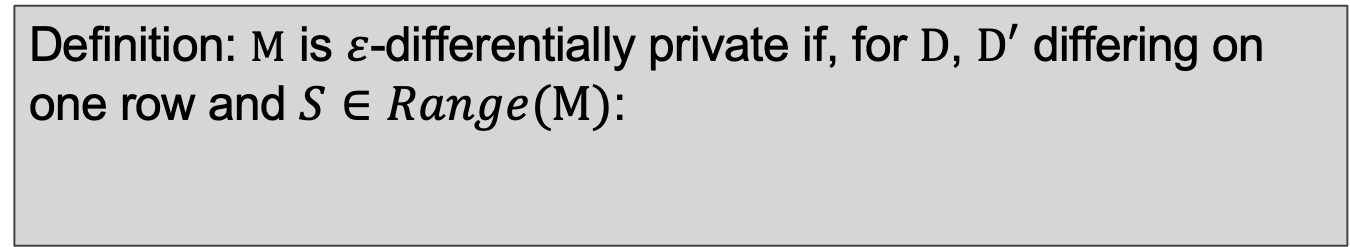 Definition: M is ε-differentially private if, for D, D′ differing on
one row and S ∈ Range(M):